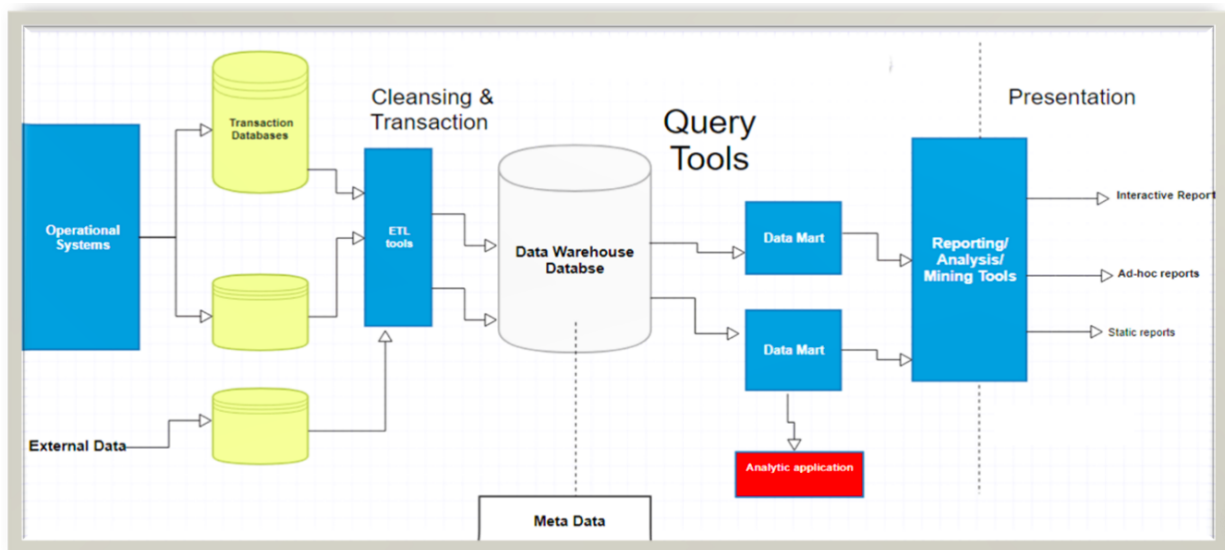 Cleansing &
Transaction
Query
Tools
Presentation
Transaction
Databases
Operational
Systems
ETL
tools
Data Warehouse
Databse
Data Mart
Data Mart
Reporting/
Analysis/
Mining Tools
Interactive Report
Ad-hoc reports
Static reports
External Data
Analytic application
Meta Data